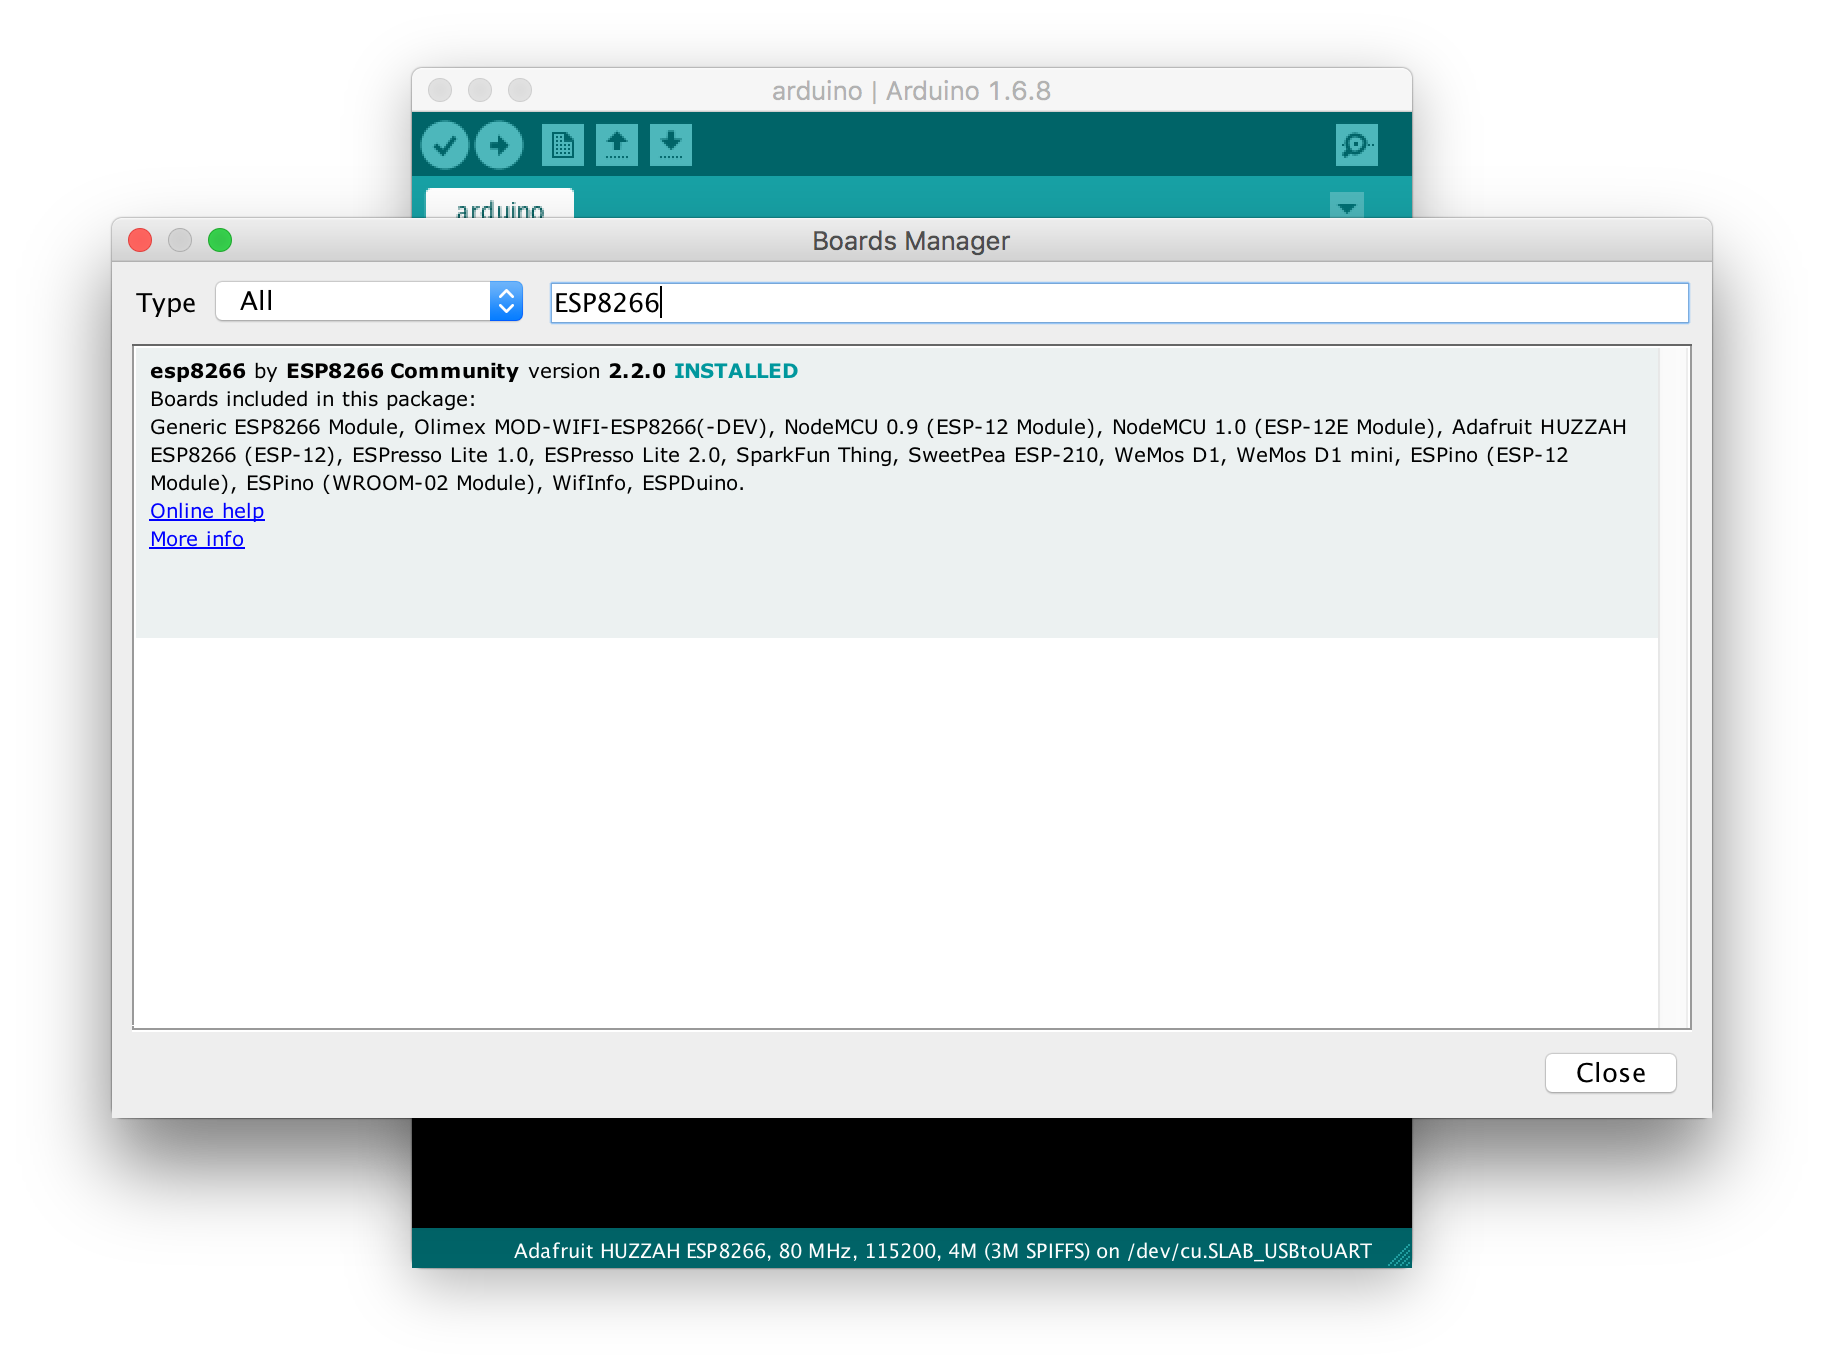 arduino | Arduino 1.6.8
arduino
Boards Manager
Type All ESP8266
esp8266 by ESP8266 Community version 2.2.0 INSTALLED
Boards included in this package:
Generic ESP8266 Module, Olimex MOD-WIFI-ESP8266(-DEV), NodeMCU 0.9 (ESP-12 Module), NodeMCU 1.0 (ESP-12E Module), Adafruit HUZZAH
ESP8266 (ESP-12), ESPresso Lite 1.0, ESPresso Lite 2.0, SparkFun Thing, SweetPea ESP-210, WeMos D1, WeMos D1 mini, ESPino (ESP-12
Module), ESPino (WROOM-02 Module), WifInfo, ESPDuino.
Online help
More info
Close
Adafruit HUZZAH ESP8266, 80 MHz, 115200, 4M (3M SPIFFS) on /dev/cu.SLAB_USBtoUART